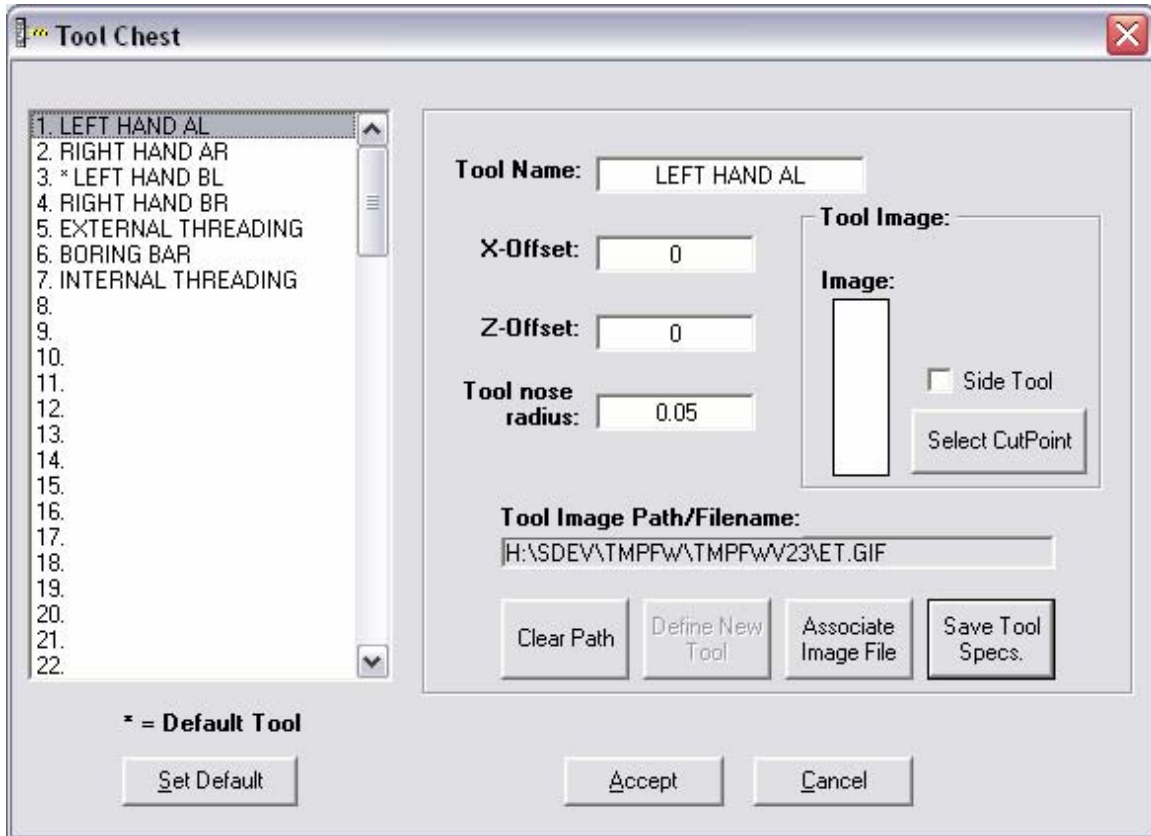 Tool Chest
1. LEFT HAND AL
2. RIGHT HAND AR
3. * LEFT HAND BL
4. RIGHT HAND BR
5. EXTERNAL THREADING
6. BORING BAR
7. INTERNAL THREADING
8.
9.
10.
11.
12.
13.
14.
15.
16.
17.
18.
19.
20.
21.
22.
* = Default Tool
Set Default
Tool Name:
LEFT HAND AL
X-Offset:
0
Z-Offset:
0
Tool nose
radius:
0.05
Tool Image:
Image:
Side Tool
Select CutPoint
Tool Image Path/Filename:
H:\SDEV\TMPFW\TMPFWV23\ET.GIF
Clear Path
Define New
Tool
Associate
Image File
Save Tool
Specs.
Accept
Cancel